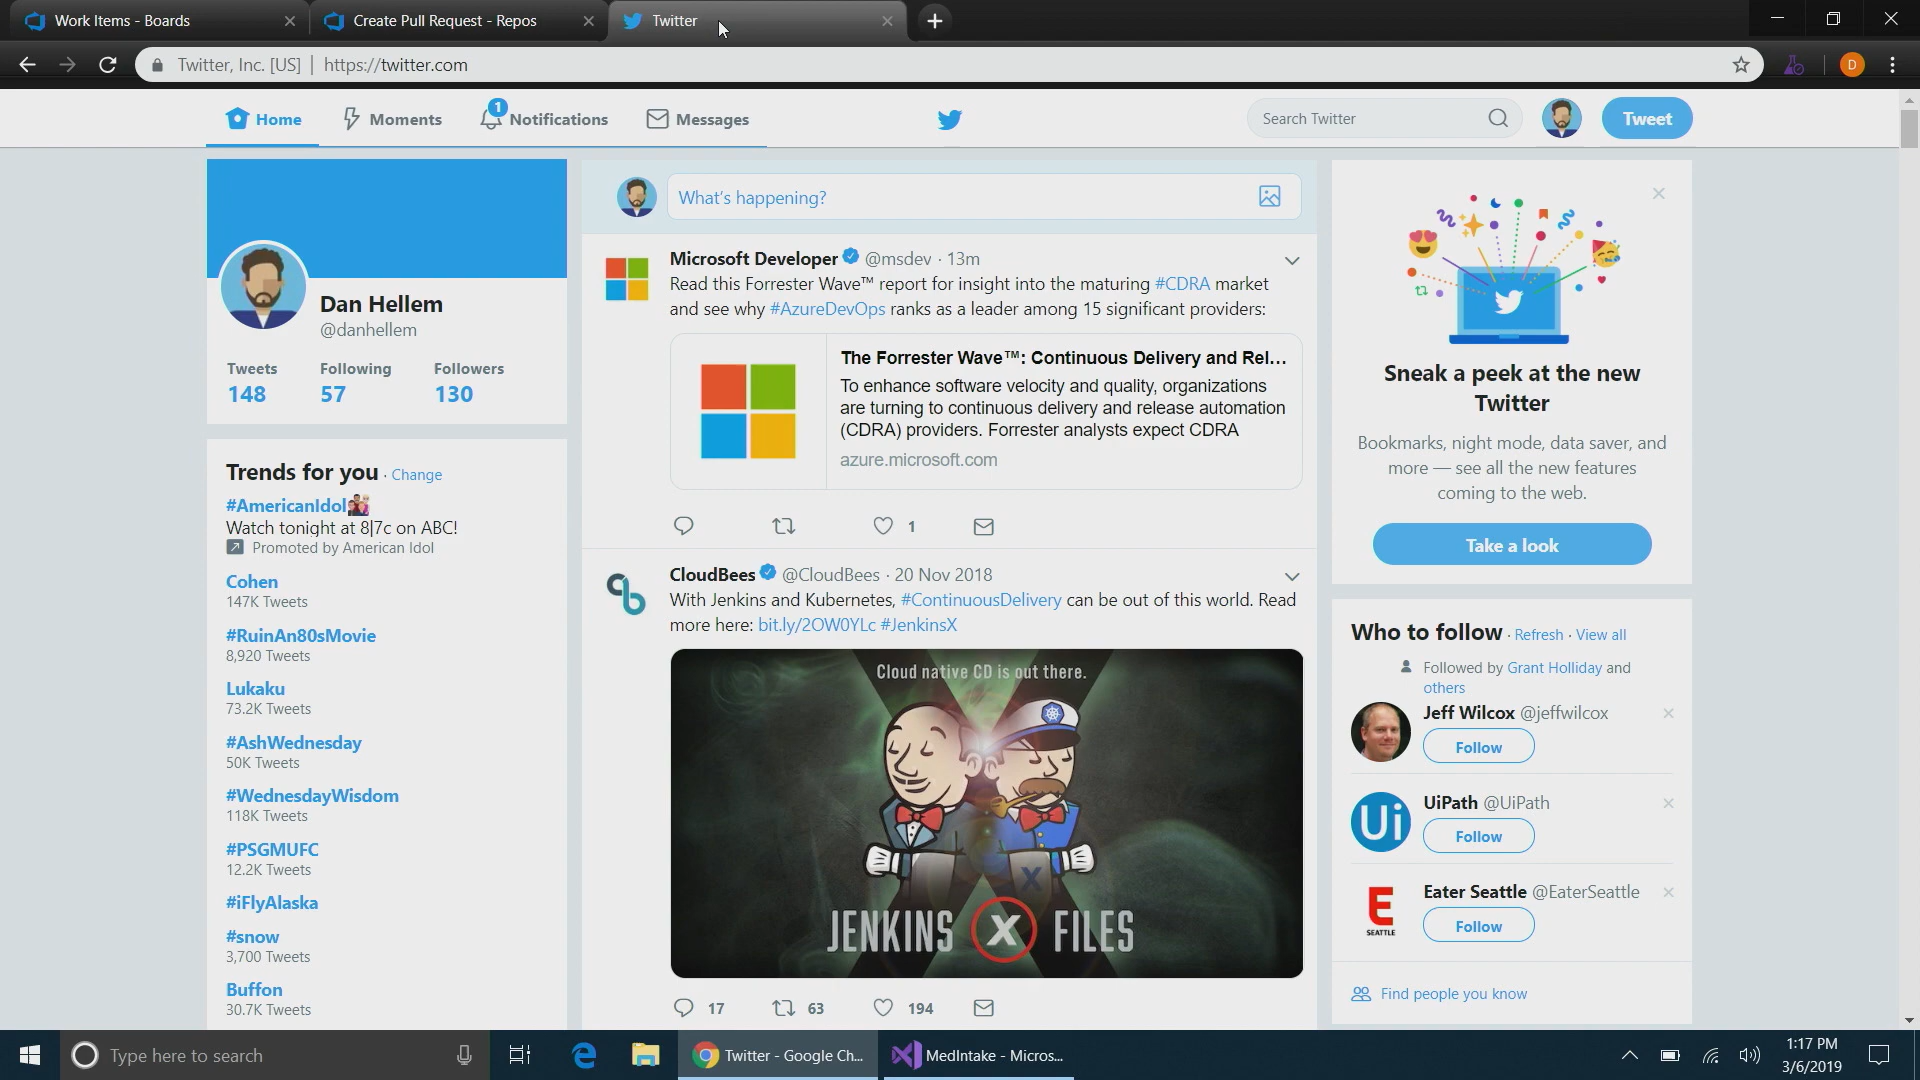 Work Items - Boards
Create Pull Request - Repos
Twitter
Twitter, Inc. [US] | https://twitter.com
D
Home
Moments
1
Notifications
Messages
Search Twitter
Tweet
Dan Hellem
@danhellem
Tweets Following Followers
148 57 130
Trends for you · Change
#AmericanIdol
Watch tonight at 8|7c on ABC!
Promoted by American Idol
Cohen
147K Tweets
#RuinAn80sMovie
8,920 Tweets
Lukaku
73.2K Tweets
#AshWednesday
50K Tweets
#WednesdayWisdom
118K Tweets
#PSGMUFC
12.2K Tweets
#iFlyAlaska
#snow
3,700 Tweets
Buffon
30.7K Tweets
What's happening?
Microsoft Developer @msdev · 13m
Read this Forrester Wave™ report for insight into the maturing #CDRA market
and see why #AzureDevOps ranks as a leader among 15 significant providers:
The Forrester Wave™: Continuous Delivery and Rel...
To enhance software velocity and quality, organizations
are turning to continuous delivery and release automation
(CDRA) providers. Forrester analysts expect CDRA
azure.microsoft.com
1
CloudBees @CloudBees · 20 Nov 2018
With Jenkins and Kubernetes, #ContinuousDelivery can be out of this world. Read
more here: bit.ly/2OW0YLc #JenkinsX
Cloud native CD is out there.
X
JENKINS X FILES
17 63 194
Sneak a peek at the new
Twitter
Bookmarks, night mode, data saver, and
more — see all the new features
coming to the web.
Take a look
Who to follow · Refresh · View all
Followed by Grant Holliday and
others
Jeff Wilcox @jeffwilcox
Follow
Ui
UiPath @UiPath
Follow
E
SEATTLE
Eater Seattle @EaterSeattle
Follow
Find people you know
Type here to search
Twitter - Google Ch...
MedIntake - Micros...
1:17 PM
3/6/2019